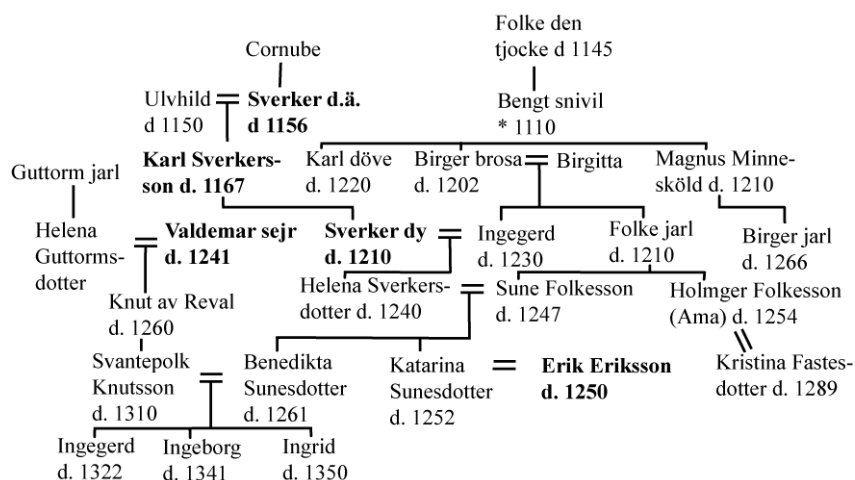 Folke den
tjocke d 1145
Cornube
Ulvhild
d 1150
Sverker d.ä.
d 1156
Bengt snivil
* 1110
Guttorm jarl
Karl Sverkers-
son d. 1167
Karl döve
d. 1220
Birger brosa
d. 1202
Birgitta
Magnus Minne-
sköld d. 1210
Helena
Guttorms-
dotter
Valdemar sejr
d. 1241
Sverker dy
d. 1210
Ingegerd
d. 1230
Folke jarl
d. 1210
Birger jarl
d. 1266
Knut av Reval
d. 1260
Helena Sverkers-
dotter d. 1240
Sune Folkesson
d. 1247
Holmger Folkesson
(Ama) d. 1254
Svantepolk
Knutsson
d. 1310
Benedikta
Sunesdotter
d. 1261
Katarina
Sunesdotter
d. 1252
Erik Eriksson
d. 1250
Kristina Fastes-
dotter d. 1289
Ingegerd
d. 1322
Ingeborg
d. 1341
Ingrid
d. 1350